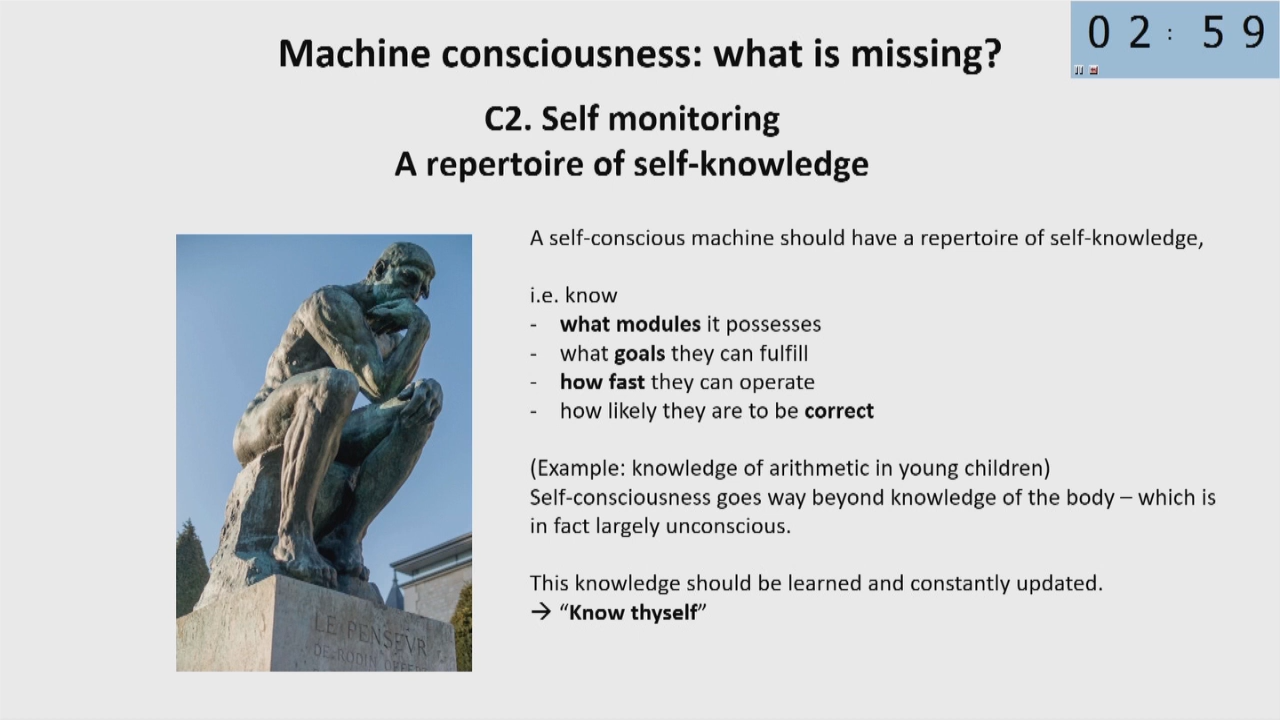 Machine consciousness: what is missing?
02:59
C2. Self monitoring
A repertoire of self-knowledge
A self-conscious machine should have a repertoire of self-knowledge,
i.e. know
- what modules it possesses
- what goals they can fulfill
- how fast they can operate
- how likely they are to be correct
(Example: knowledge of arithmetic in young children)
Self-consciousness goes way beyond knowledge of the body – which is
in fact largely unconscious.
This knowledge should be learned and constantly updated.
→ “Know thyself”
LE PENSEVR
DE RODIN OFFE